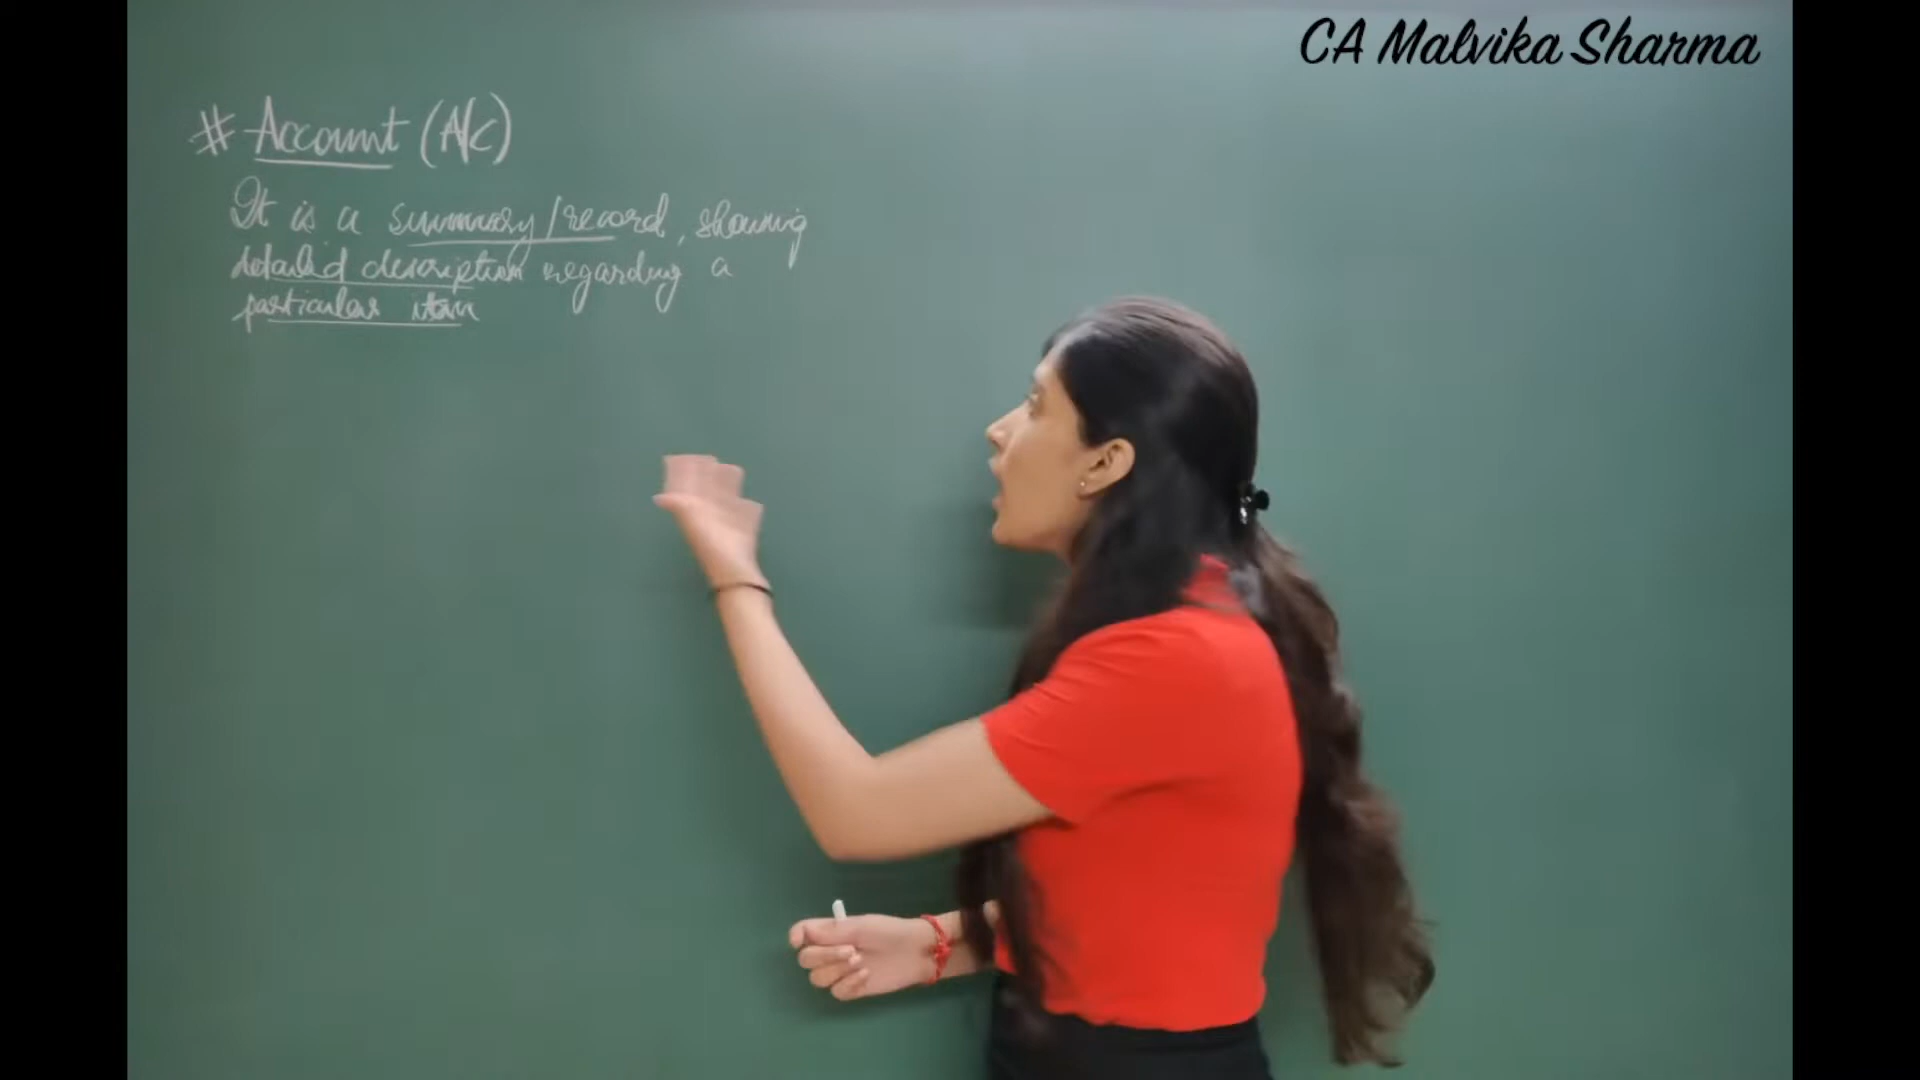 CA Malvika Sharma
# Account (A/c)
It is a summary/record, showing
detailed description regarding a
particular item